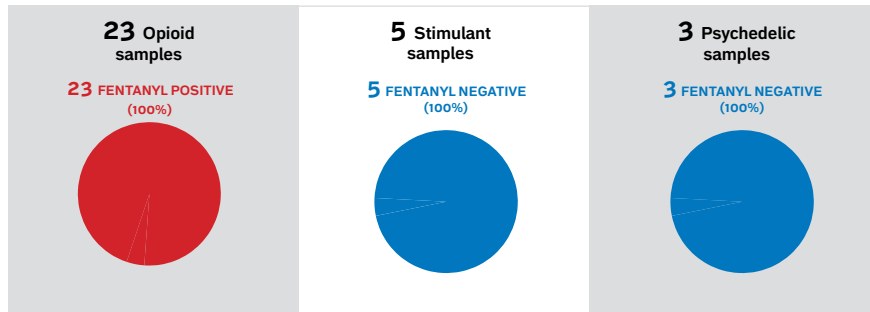 23 Opioid
samples
23 FENTANYL POSITIVE
(100%)
5 Stimulant
samples
5 FENTANYL NEGATIVE
(100%)
3 Psychedelic
samples
3 FENTANYL NEGATIVE
(100%)